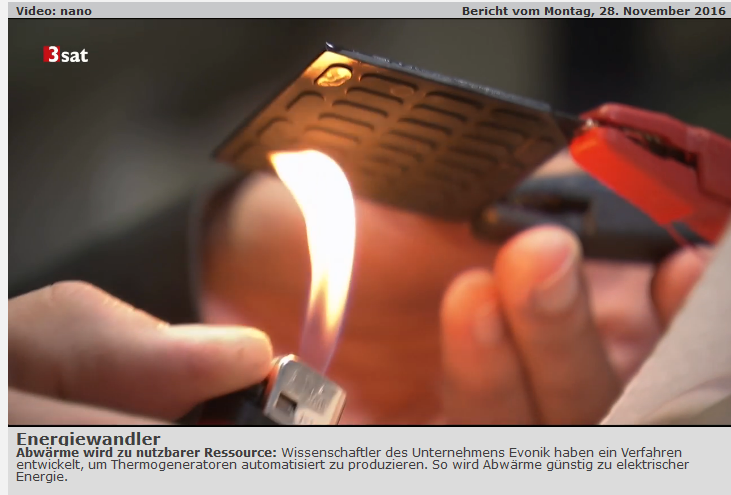 Video: nano Bericht vom Montag, 28. November 2016
3sat
Energiewandler
Abwärme wird zu nutzbarer Ressource: Wissenschaftler des Unternehmens Evonik haben ein Verfahren
entwickelt, um Thermogeneratoren automatisiert zu produzieren. So wird Abwärme günstig zu elektrischer
Energie.